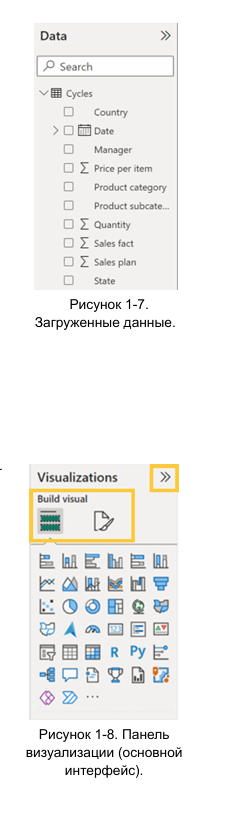 Data
Search
Cycles
Country
Date
Manager
Price per item
Product category
Product subcate...
Quantity
Sales fact
Sales plan
State
Рисунок 1-7.
Загруженные данные.
Visualizations
Build visual
R Py
Рисунок 1-8. Панель
визуализации (основной
интерфейс).